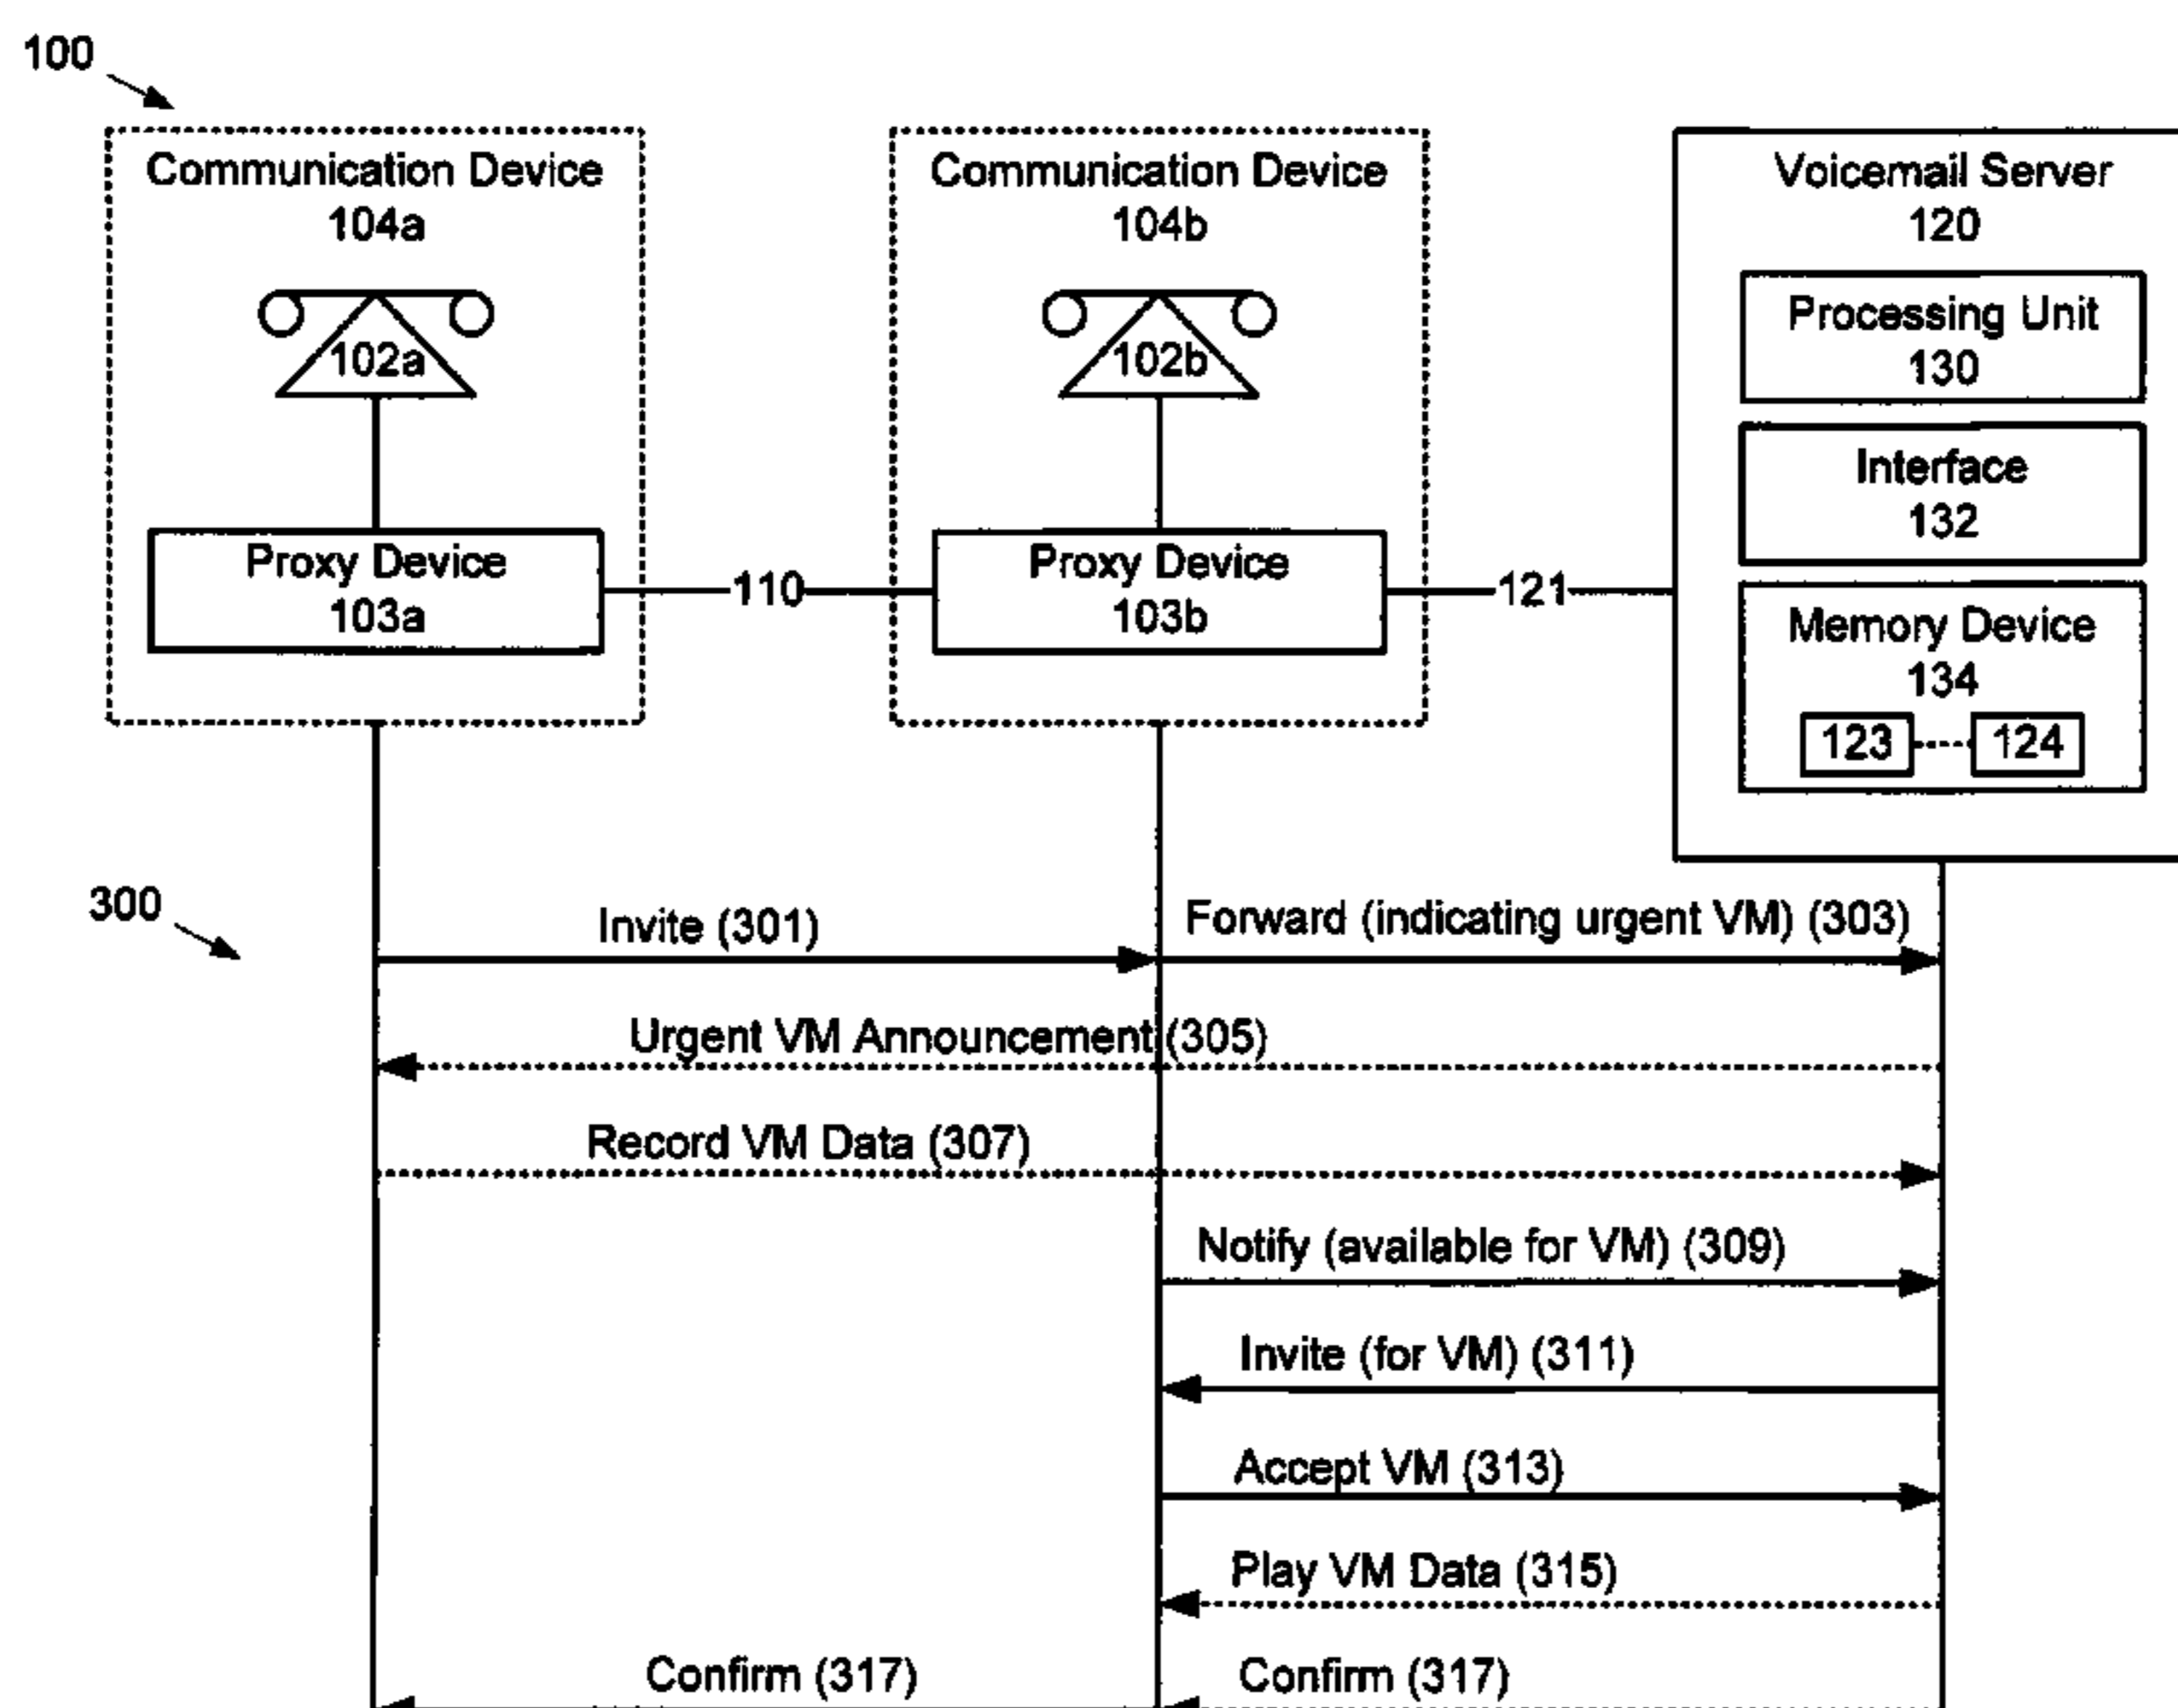 100
Communication Device
104a
102a
Proxy Device
103a
110
Communication Device
104b
102b
Proxy Device
103b
121
Voicemail Server
120
Processing Unit
130
Interface
132
Memory Device
134
123
124
300
Invite (301)
Forward (indicating urgent VM) (303)
Urgent VM Announcement (305)
Record VM Data (307)
Notify (available for VM) (309)
Invite (for VM) (311)
Accept VM (313)
Play VM Data (315)
Confirm (317)
Confirm (317)